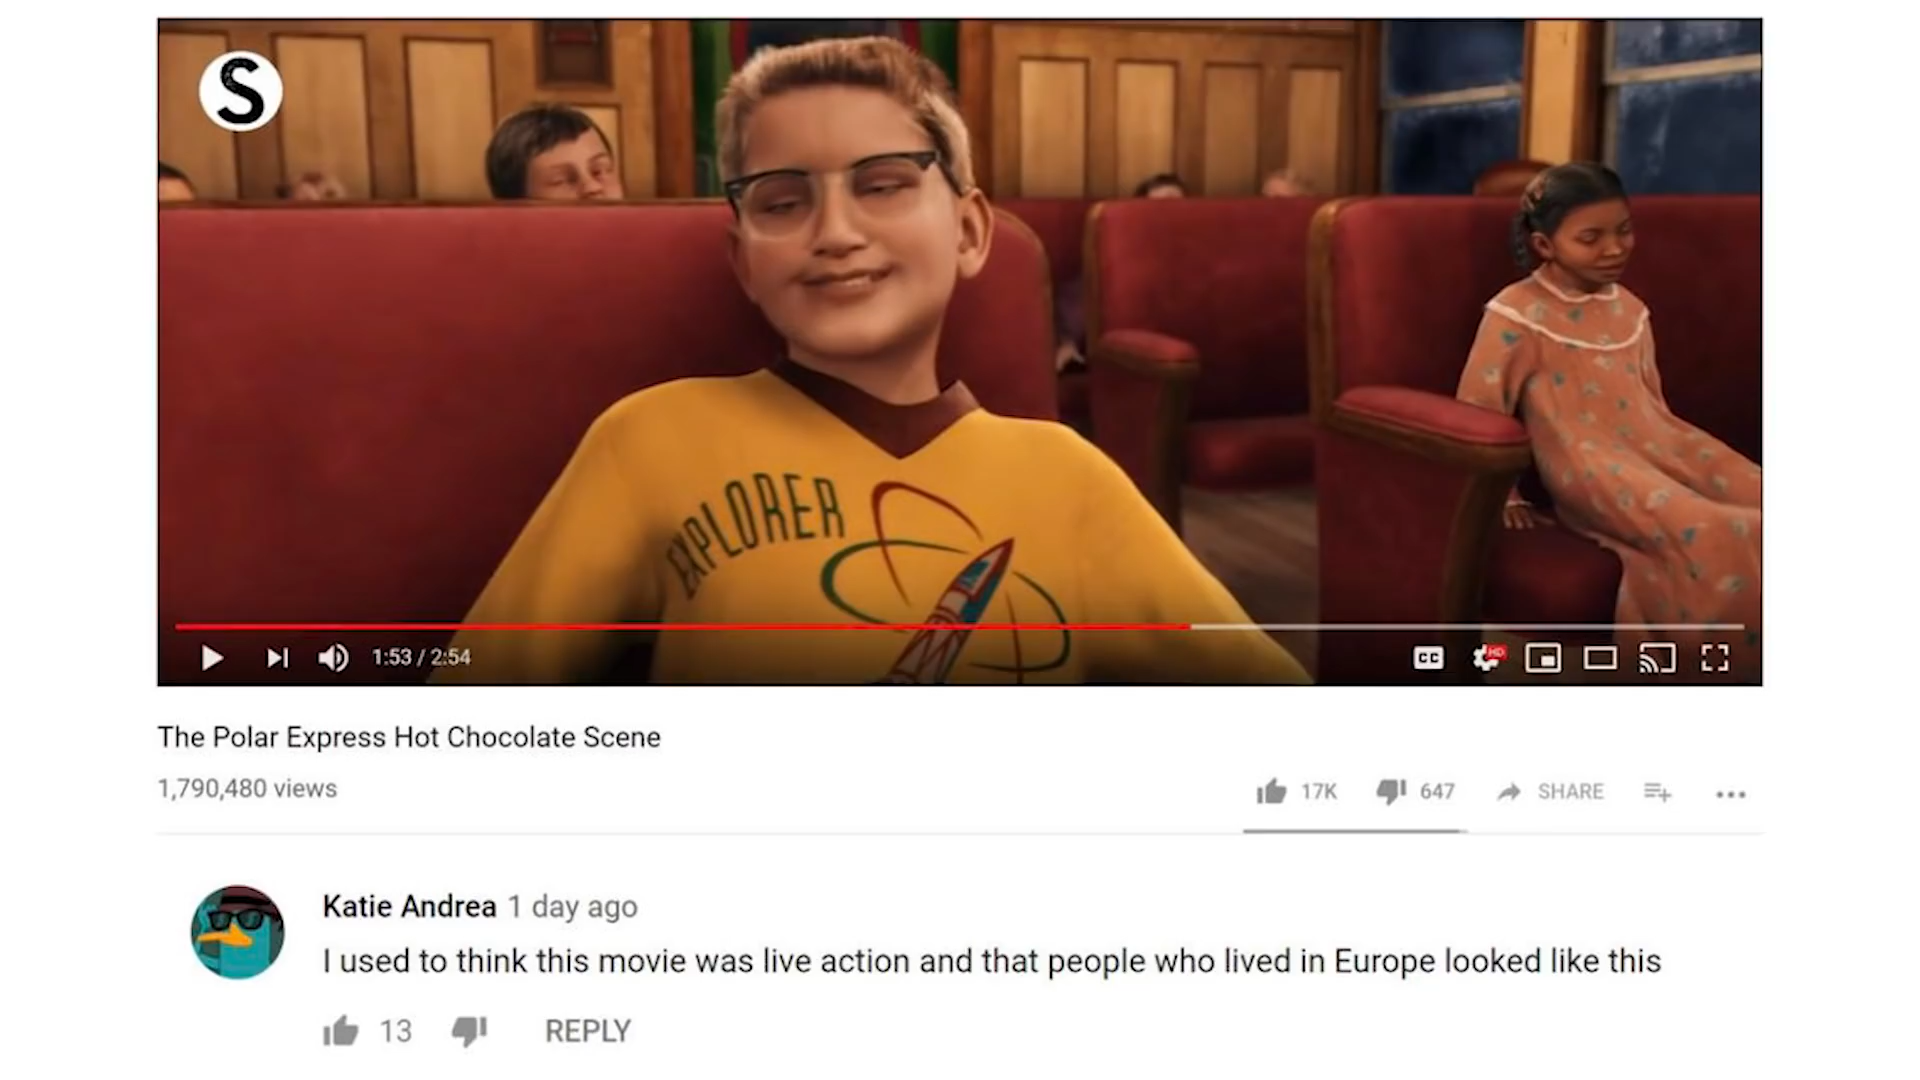 S
EXPLORER
1:53 / 2:54
CC
HD
The Polar Express Hot Chocolate Scene
1,790,480 views
17K
647
SHARE
Katie Andrea 1 day ago
I used to think this movie was live action and that people who lived in Europe looked like this
13
REPLY